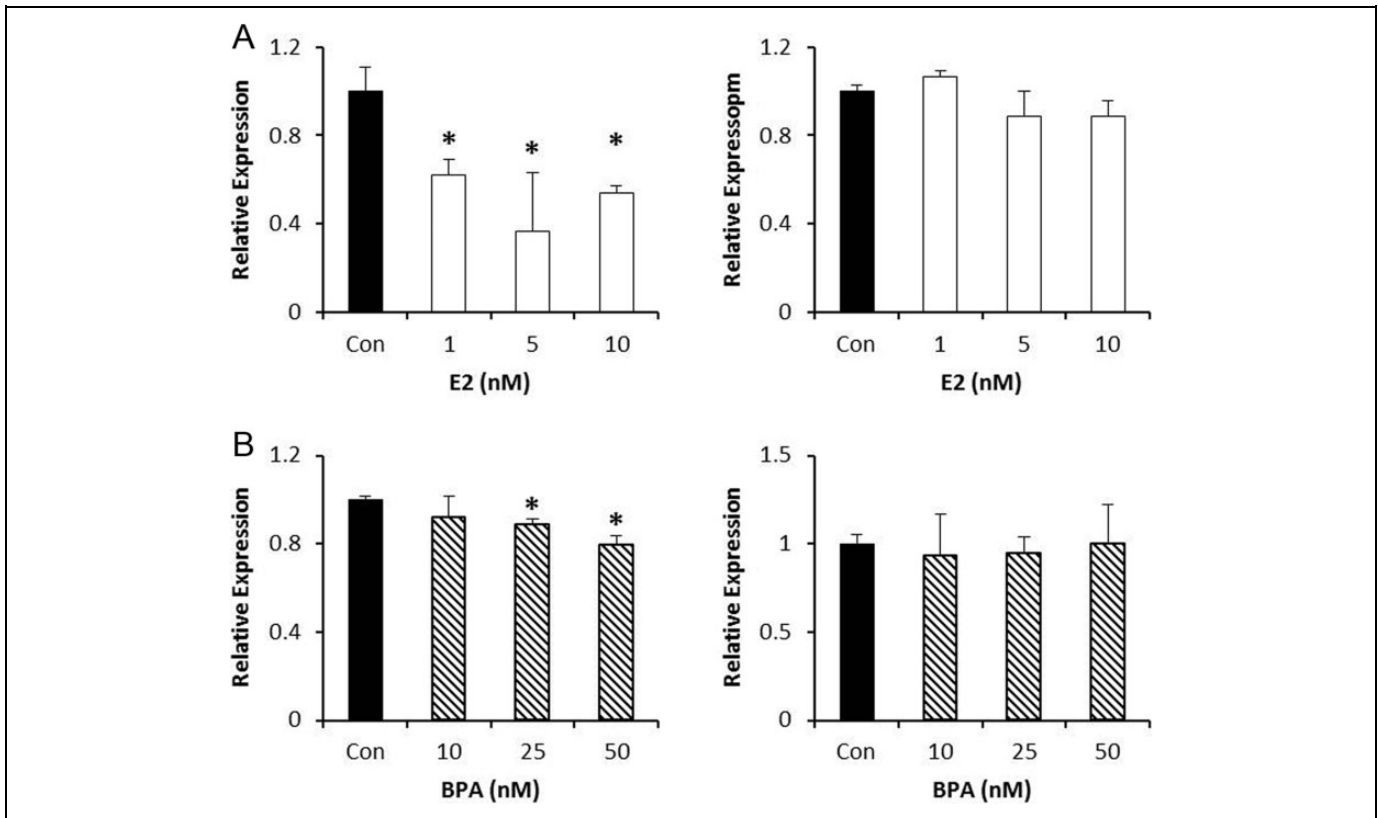 A
1.2
0.8
0.4
0
Relative Expression
*
*
*
Con 1 5 10
E2 (nM)
1.2
0.8
0.4
0
Relative Expressopm
Con 1 5 10
E2 (nM)
B
1.2
0.8
0.4
0
Relative Expression
*
*
Con 10 25 50
BPA (nM)
1.5
1
0.5
0
Relative Expression
Con 10 25 50
BPA (nM)